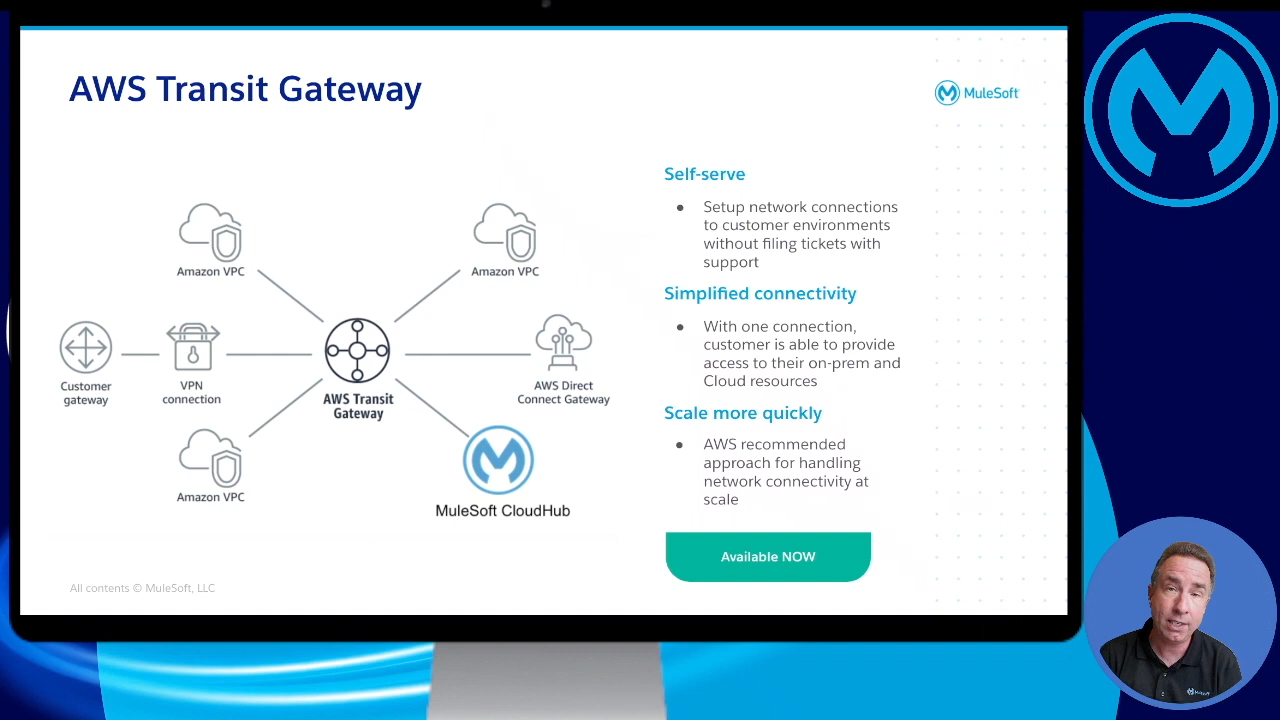 AWS Transit Gateway
MuleSoft
Amazon VPC
Amazon VPC
Customer
gateway
VPN
connection
AWS Transit
Gateway
AWS Direct
Connect Gateway
Amazon VPC
MuleSoft CloudHub
Self-serve
Setup network connections
to customer environments
without filing tickets with
support
Simplified connectivity
With one connection,
customer is able to provide
access to their on-prem and
Cloud resources
Scale more quickly
AWS recommended
approach for handling
network connectivity at
scale
Available NOW
All contents © MuleSoft, LLC
MuleSoft